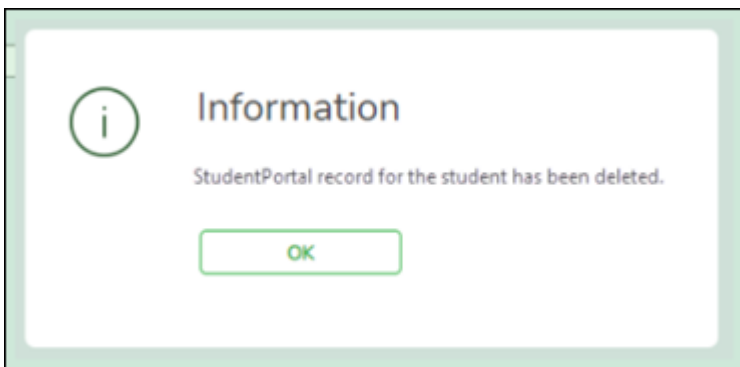 Information
StudentPortal record for the student has been deleted.
OK